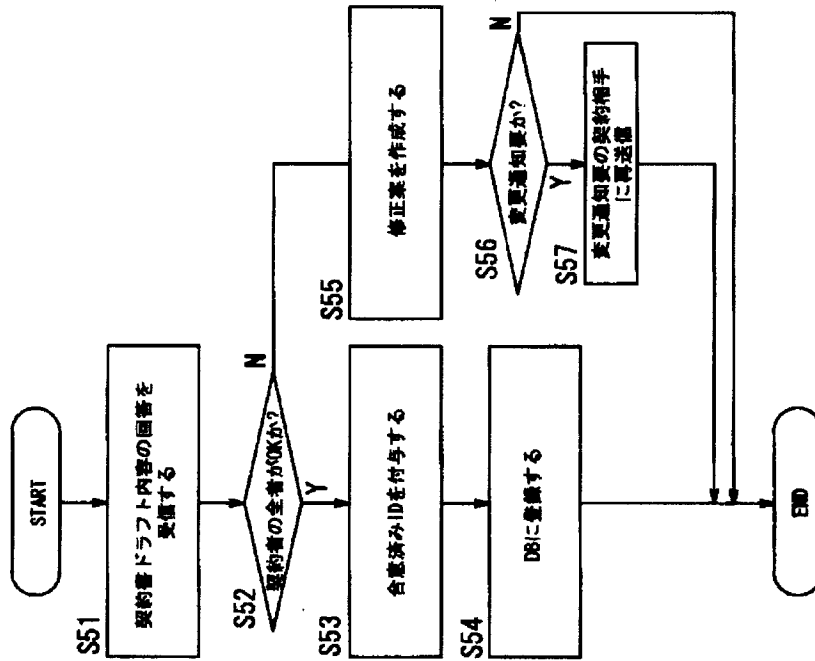 START
S51
契約書ドラフト内容の回答を
受信する
S52
契約者の全者がOKか?
N
Y
S53
合意済みIDを付与する
S54
DBに登録する
S55
修正案を作成する
S56
変更通知要か?
N
Y
S57
変更通知要の契約相手
に再送信
END